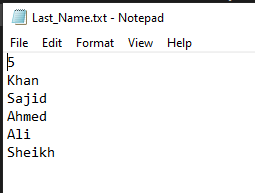 Last_Name.txt - Notepad
File Edit Format View Help
5
Khan
Sajid
Ahmed
Ali
Sheikh